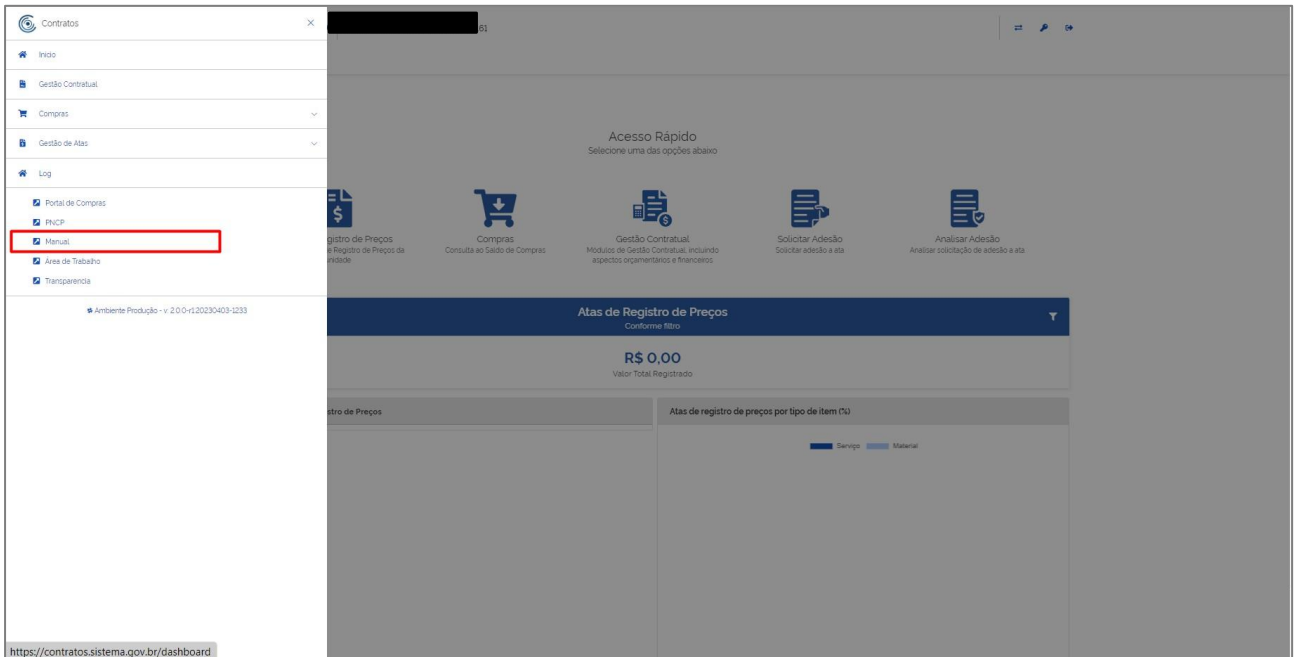 Contratos
Inicio
Gestão Contratual
Compras
Gestão de Atas
Log
Portal de Compras
PNCP
Manual
Área de Trabalho
Transparencia
Ambiente Produção - v: 2.0.0-r1.20230403-1233
https://contratos.sistema.gov.br/dashboard
61
Acesso Rápido
Selecione uma das opções abaixo
gistro de Preços
e Registro de Preços da
unidade
Compras
Consulta ao Saldo de Compras
Gestão Contratual
Módulos de Gestão Contratual, incluindo
aspectos orçamentários e financeiros.
Solicitar Adesão
Solicitar adesão a ata
Analisar Adesão
Analisar solicitação de adesão a ata
Atas de Registro de Preços
Conforme filtro
R$ 0,00
Valor Total Registrado
stro de Preços
Atas de registro de preços por tipo de item (%)
Serviço Material